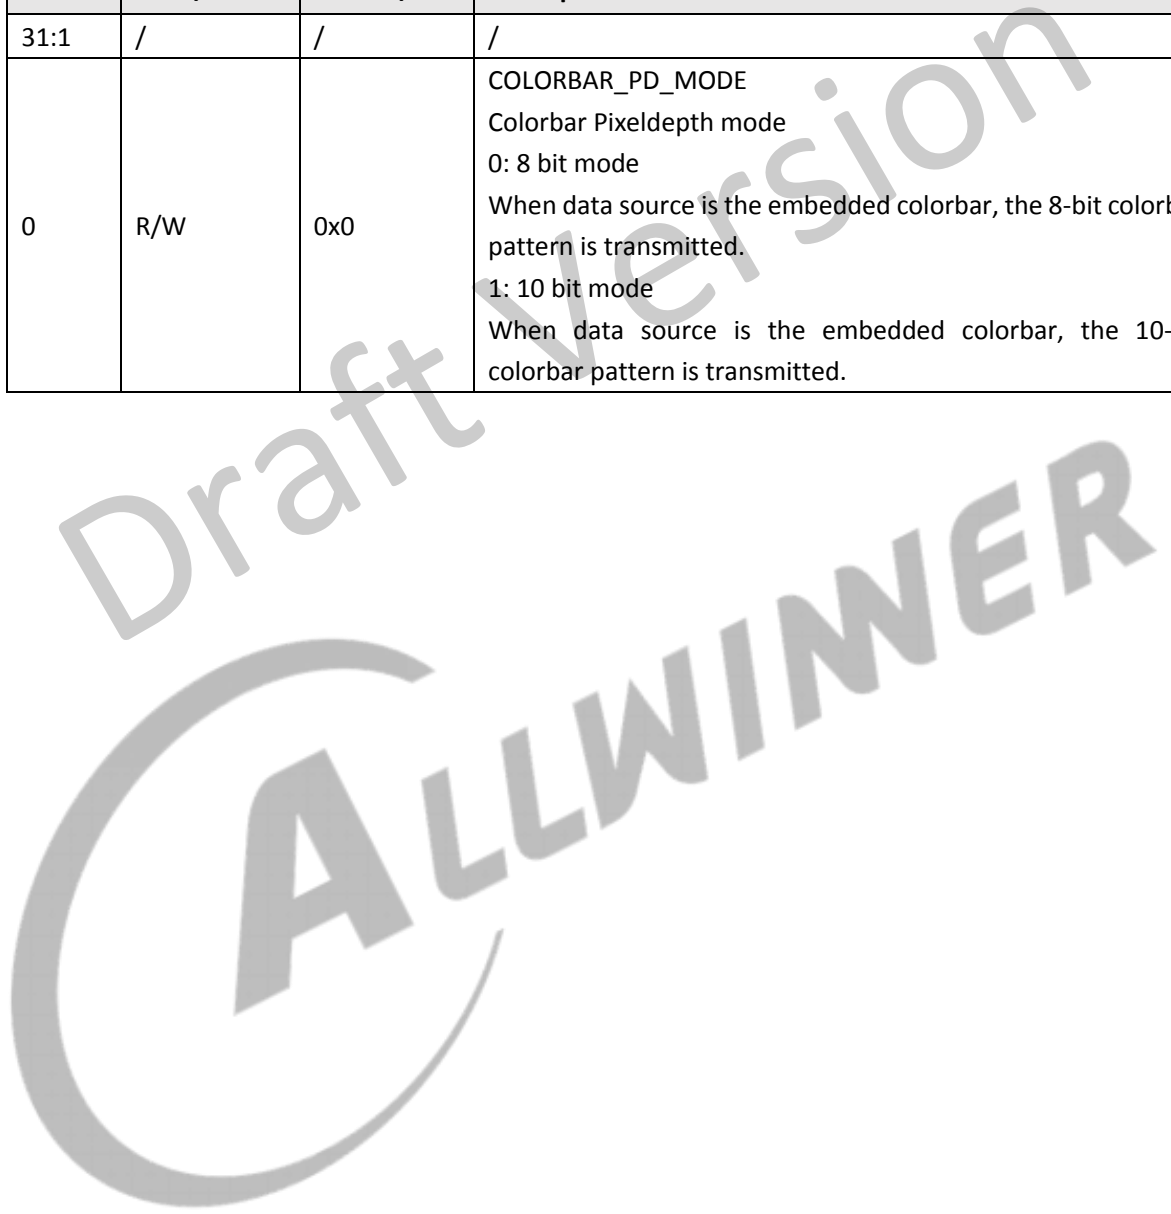 31:1 / / /
COLORBAR_PD_MODE
Colorbar Pixeldepth mode
0: 8 bit mode
0 R/W 0x0 When data source is the embedded colorbar, the 8-bit colorb
pattern is transmitted.
1: 10 bit mode
When data source is the embedded colorbar, the 10-
colorbar pattern is transmitted.
Draft Version
ALLWINNER